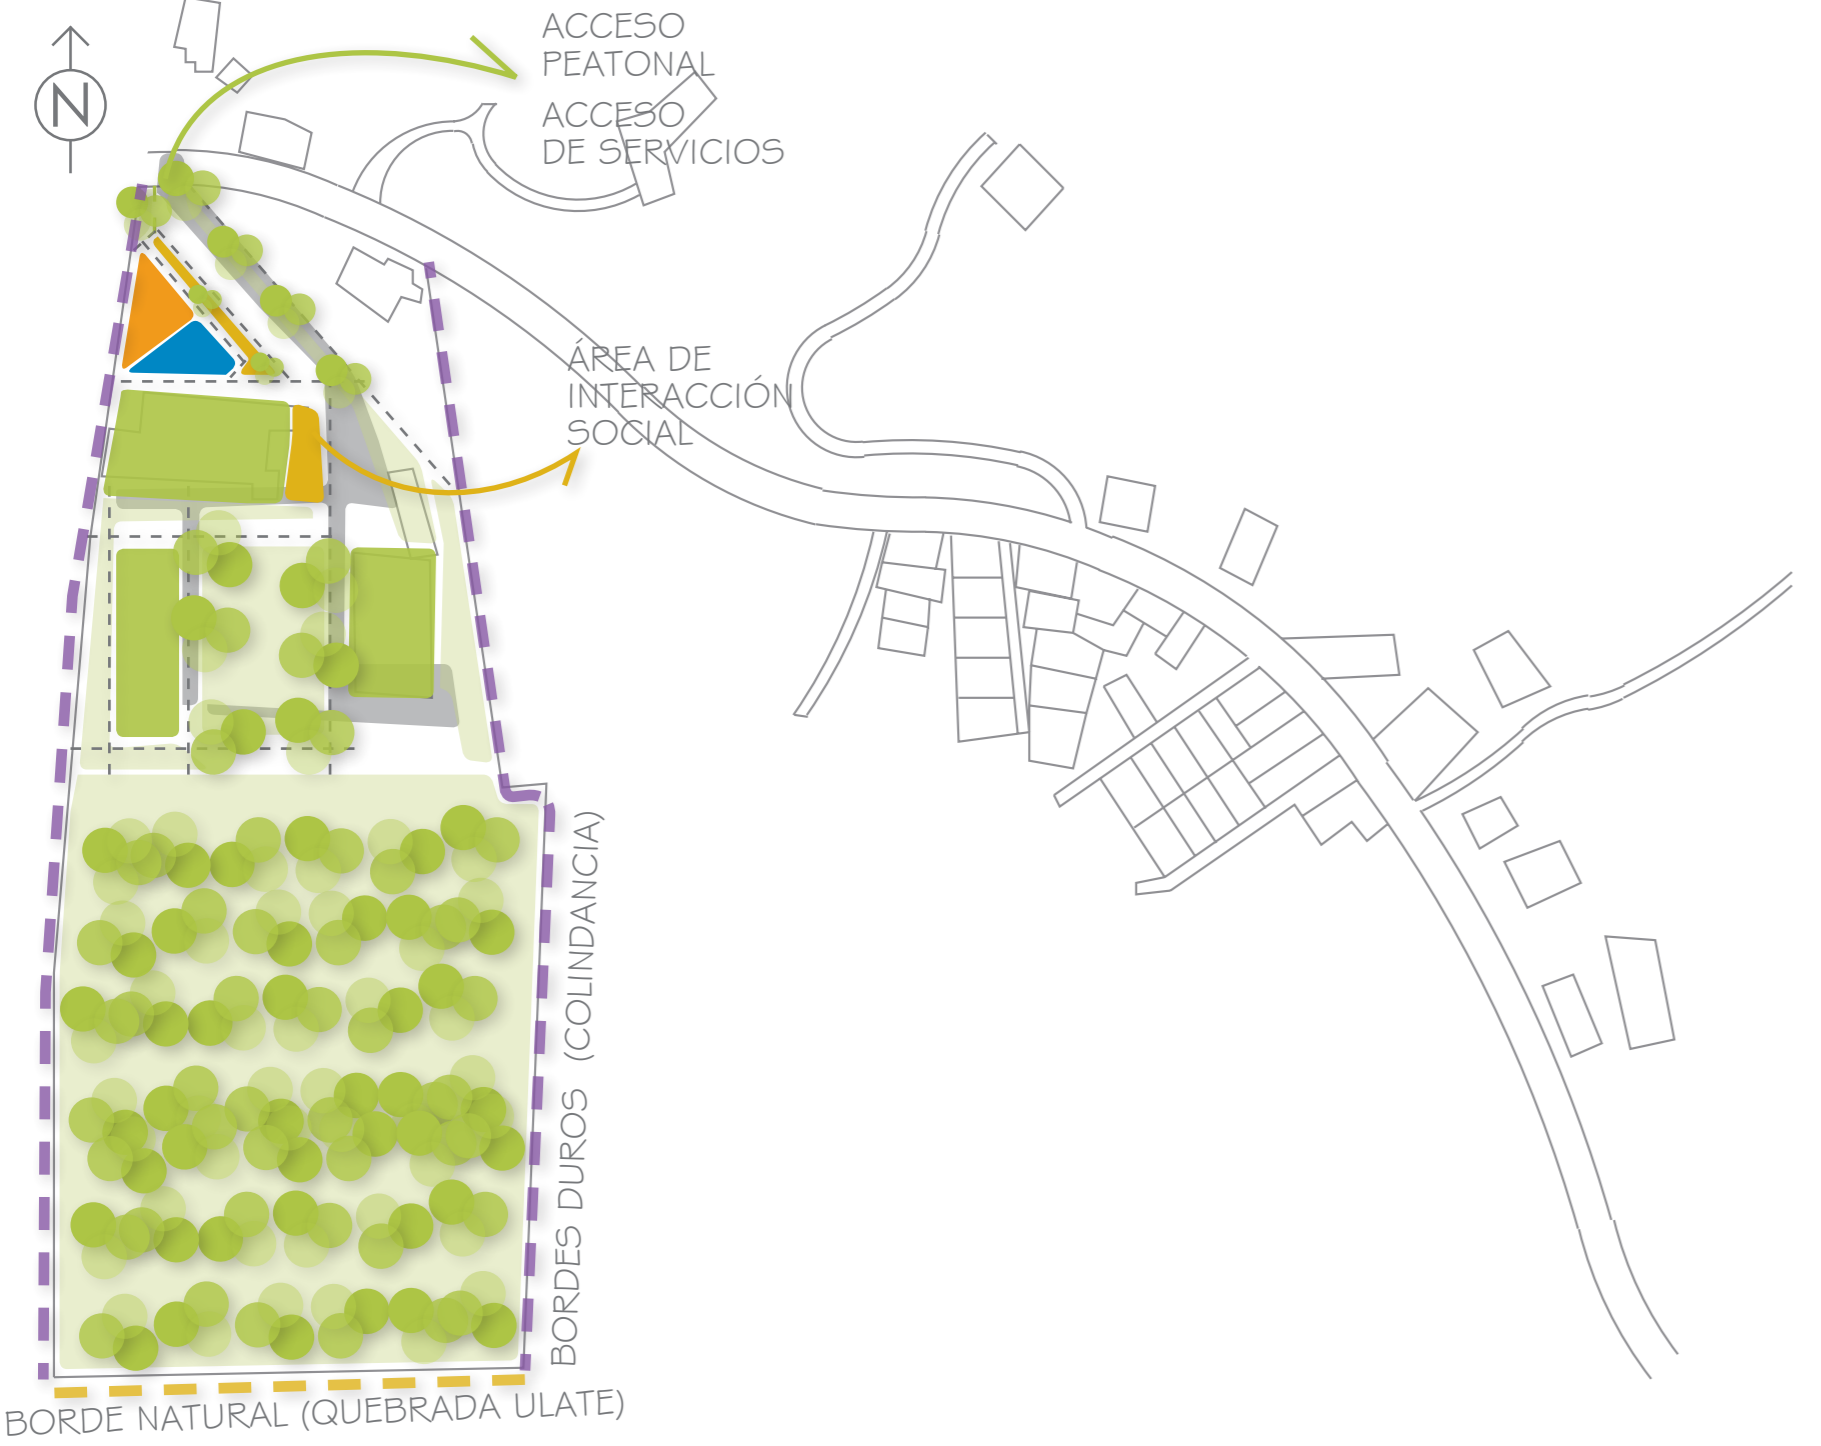 ACCESO
PEATONAL
ACCESO
DE SERVICIOS
N
ÁREA DE
INTERACCIÓN
SOCIAL
BORDES DUROS (COLINDANCIA)
BORDE NATURAL (QUEBRADA ULATE)